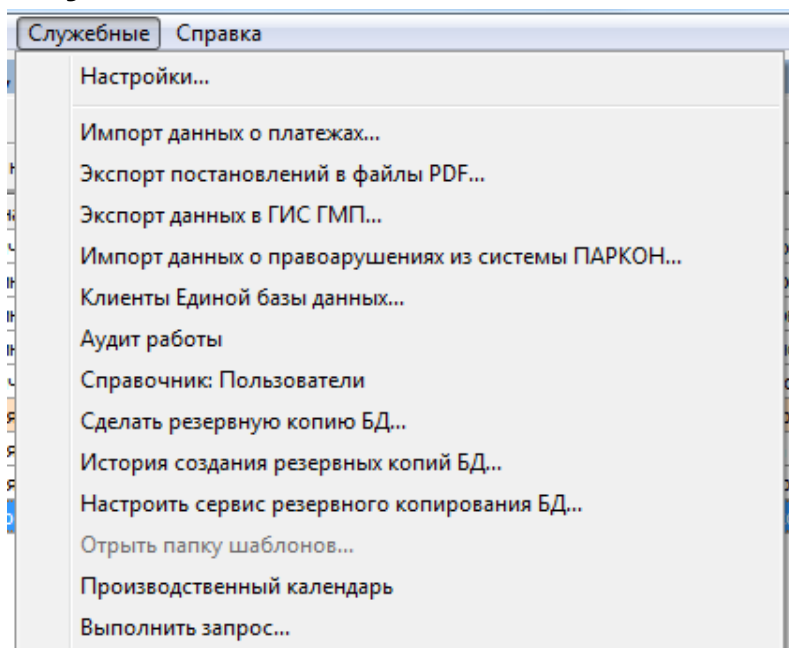 Служебные Справка
Настройки...
Импорт данных о платежах...
Экспорт постановлений в файлы PDF...
Экспорт данных в ГИС ГМП...
Импорт данных о правоарушениях из системы ПАРКОН...
Клиенты Единой базы данных...
Аудит работы
Справочник: Пользователи
Сделать резервную копию БД...
История создания резервных копий БД...
Настроить сервис резервного копирования БД...
Отрыть папку шаблонов...
Производственный календарь
Выполнить запрос...